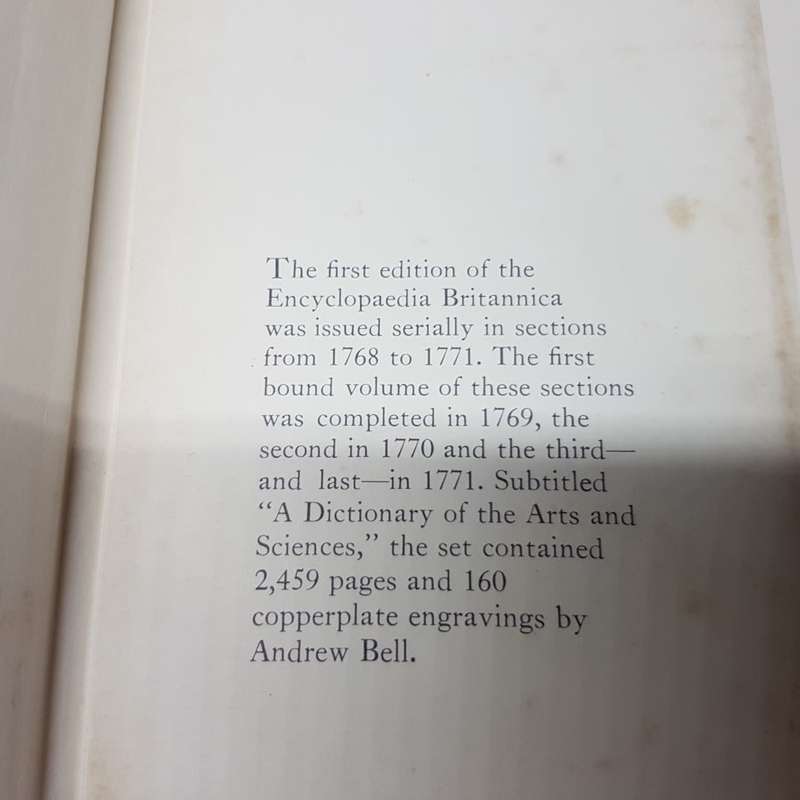 The first edition of the
Encyclopaedia Britannica
was issued serially in sections
from 1768 to 1771. The first
bound volume of these sections
was completed in 1769, the
second in 1770 and the third—
and last—in 1771. Subtitled
“A Dictionary of the Arts and
Sciences,” the set contained
2,459 pages and 160
copperplate engravings by
Andrew Bell.